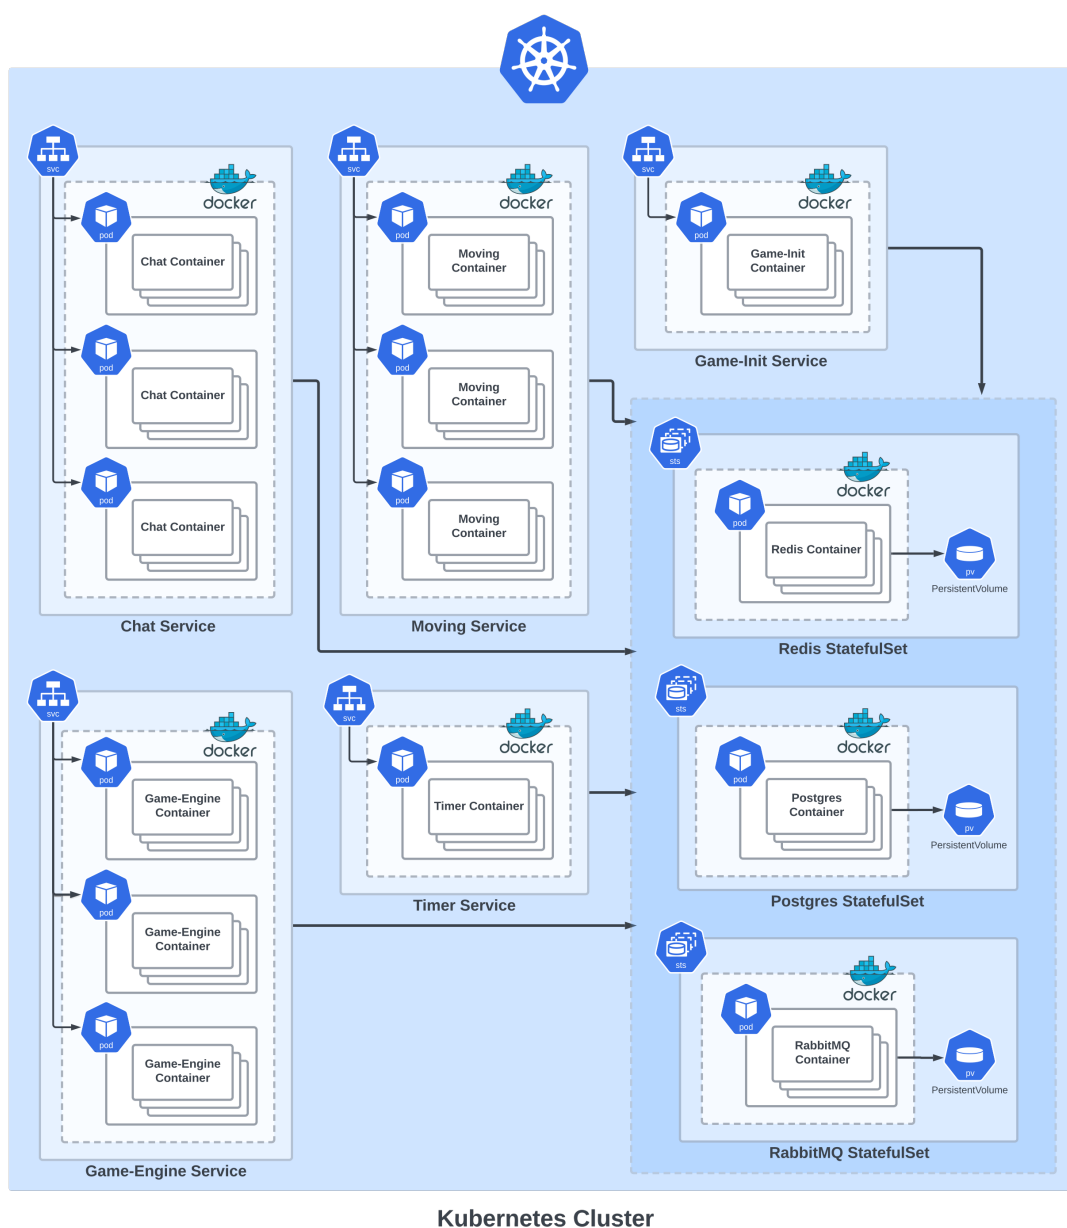 svc
docker
pod
Chat Container
pod
Chat Container
pod
Chat Container
Chat Service
svc
docker
pod
Moving
Container
pod
Moving
Container
pod
Moving
Container
Moving Service
svc
docker
pod
Game-Init
Container
Game-Init Service
sts
docker
pod
Redis Container
pv
PersistentVolume
Redis StatefulSet
svc
docker
pod
Game-Engine
Container
pod
Game-Engine
Container
pod
Game-Engine
Container
Game-Engine Service
svc
docker
pod
Timer Container
Timer Service
sts
docker
pod
Postgres
Container
pv
PersistentVolume
Postgres StatefulSet
sts
docker
pod
RabbitMQ
Container
pv
PersistentVolume
RabbitMQ StatefulSet
Kubernetes Cluster